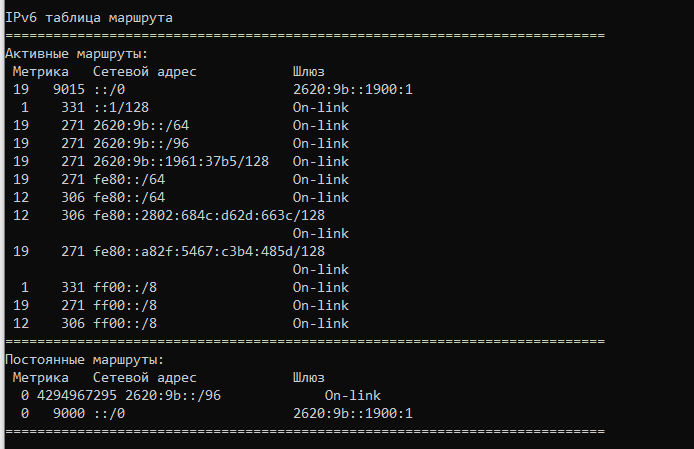 IPv6 таблица маршрута
===========================================================================
Активные маршруты:
 Метрика   Сетевой адрес            Шлюз
 19   9015 ::/0                     2620:9b::1900:1
  1    331 ::1/128                  On-link
 19    271 2620:9b::/64             On-link
 19    271 2620:9b::/96             On-link
 19    271 2620:9b::1961:37b5/128   On-link
 19    271 fe80::/64                On-link
 12    306 fe80::/64                On-link
 12    306 fe80::2802:684c:d62d:663c/128
                                    On-link
 19    271 fe80::a82f:5467:c3b4:485d/128
                                    On-link
  1    331 ff00::/8                 On-link
 19    271 ff00::/8                 On-link
 12    306 ff00::/8                 On-link
===========================================================================
Постоянные маршруты:
 Метрика   Сетевой адрес            Шлюз
  0 4294967295 2620:9b::/96             On-link
  0   9000 ::/0                     2620:9b::1900:1
===========================================================================